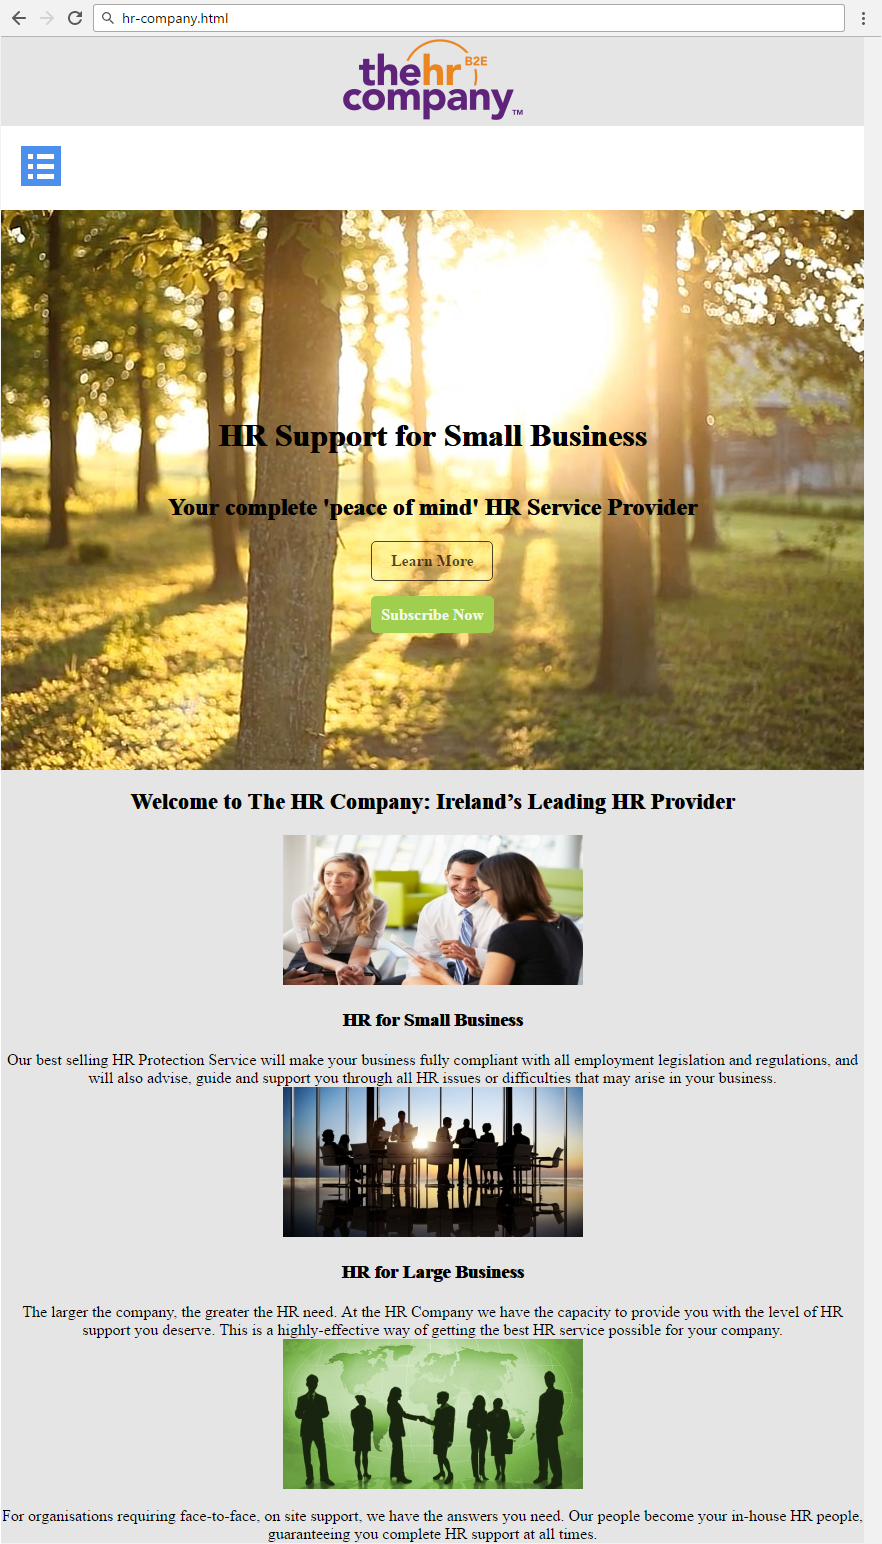 hr-company.html
thehr B2E
company™
HR Support for Small Business
Your complete 'peace of mind' HR Service Provider
Learn More
Subscribe Now
Welcome to The HR Company: Ireland’s Leading HR Provider
HR for Small Business
Our best selling HR Protection Service will make your business fully compliant with all employment legislation and regulations, and
will also advise, guide and support you through all HR issues or difficulties that may arise in your business.
HR for Large Business
The larger the company, the greater the HR need. At the HR Company we have the capacity to provide you with the level of HR
support you deserve. This is a highly-effective way of getting the best HR service possible for your company.
For organisations requiring face-to-face, on site support, we have the answers you need. Our people become your in-house HR people,
guaranteeing you complete HR support at all times.